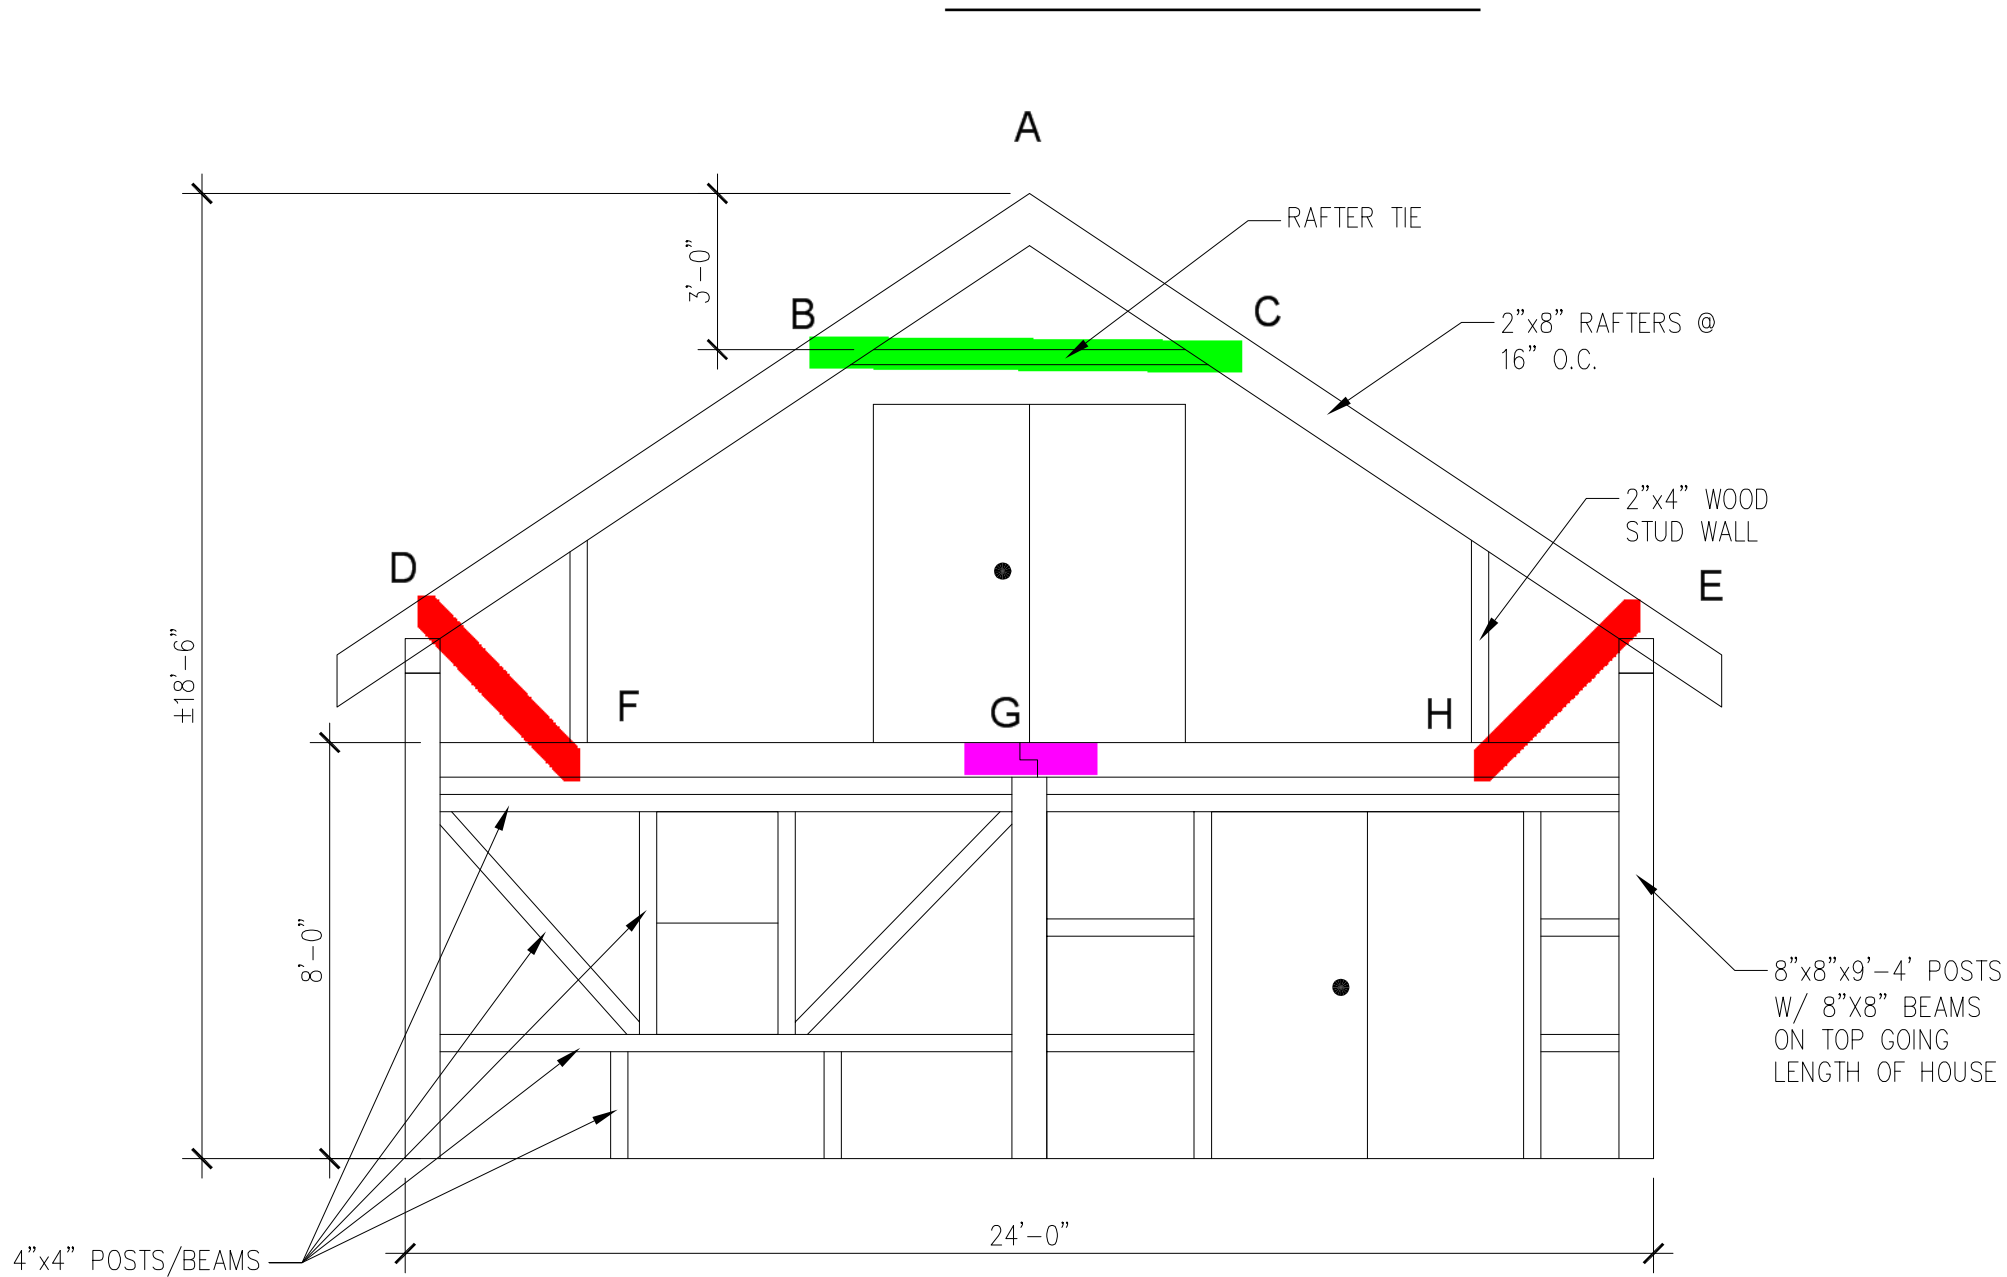 A
RAFTER TIE
3'-0"
B
C
2"x8" RAFTERS @
16" O.C.
2"x4" WOOD
STUD WALL
D
E
±18'-6"
F
G
H
8'-0"
8"x8"x9'-4' POSTS
W/ 8"X8" BEAMS
ON TOP GOING
LENGTH OF HOUSE
24'-0"
4"x4" POSTS/BEAMS